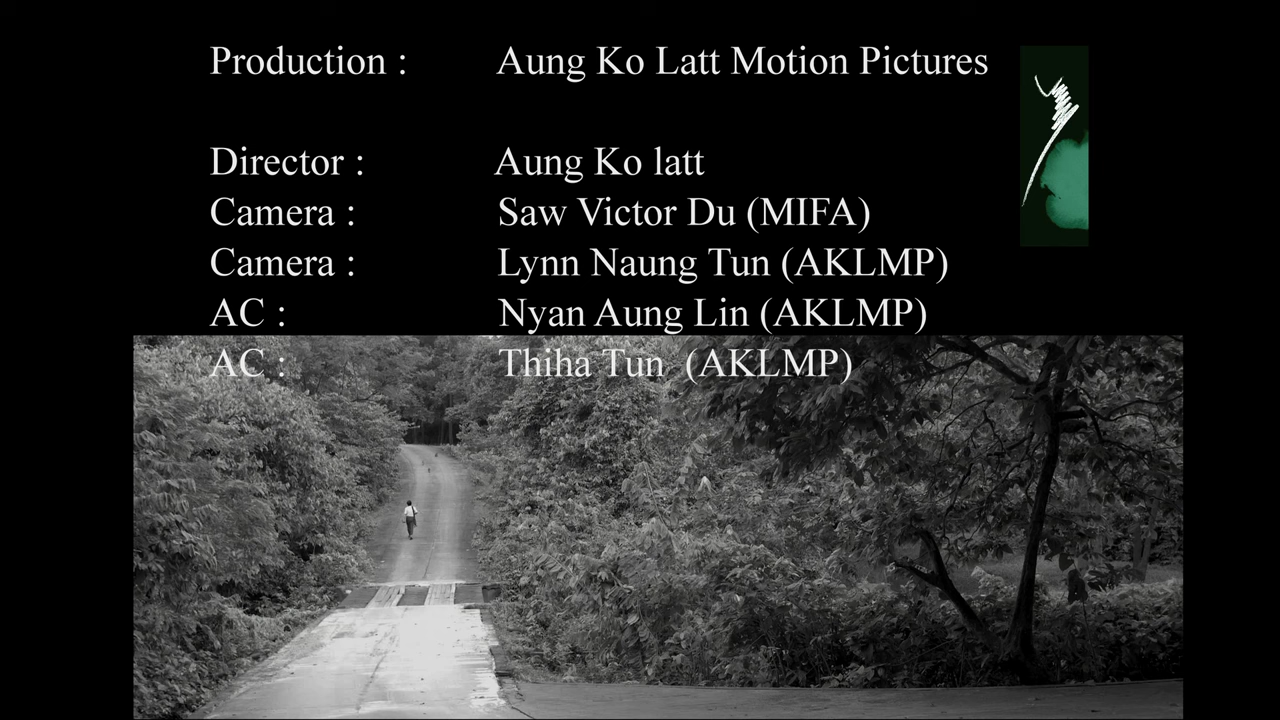 Production : Aung Ko Latt Motion Pictures
Director : Aung Ko latt
Camera : Saw Victor Du (MIFA)
Camera : Lynn Naung Tun (AKLMP)
AC : Nyan Aung Lin (AKLMP)
AC : Thiha Tun (AKLMP)